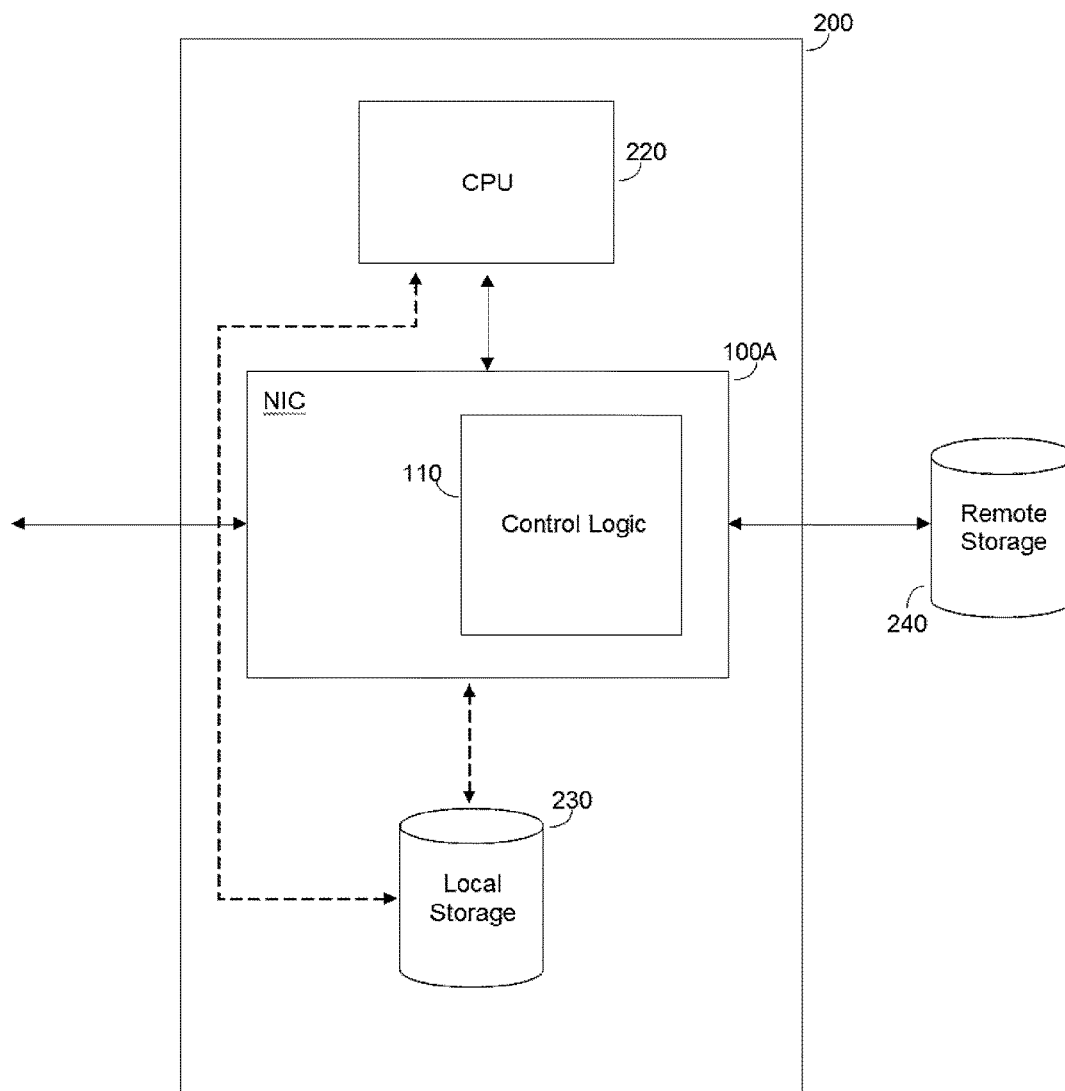 200
CPU
220
100A
NIC
110
Control Logic
Remote
Storage
240
230
Local
Storage